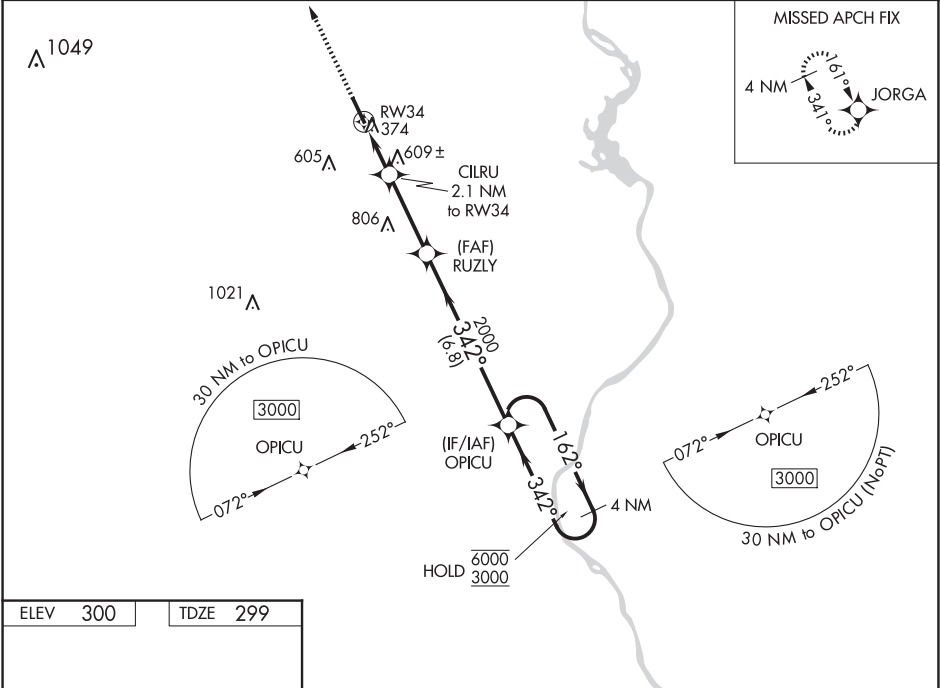 1049
MISSED APCH FIX
4 NM
161°
341°
JORGA
RW34
374
605
609±
CILRU
2.1 NM
to RW34
806
(FAF)
RUZLY
1021
2000
342°
(6.8)
30 NM to OPICU
3000
OPICU
072°
252°
(IF/IAF)
OPICU
162°
342°
4 NM
HOLD
6000
3000
252°
072°
OPICU
3000
30 NM to OPICU (NoPT)
ELEV 300
TDZE 299